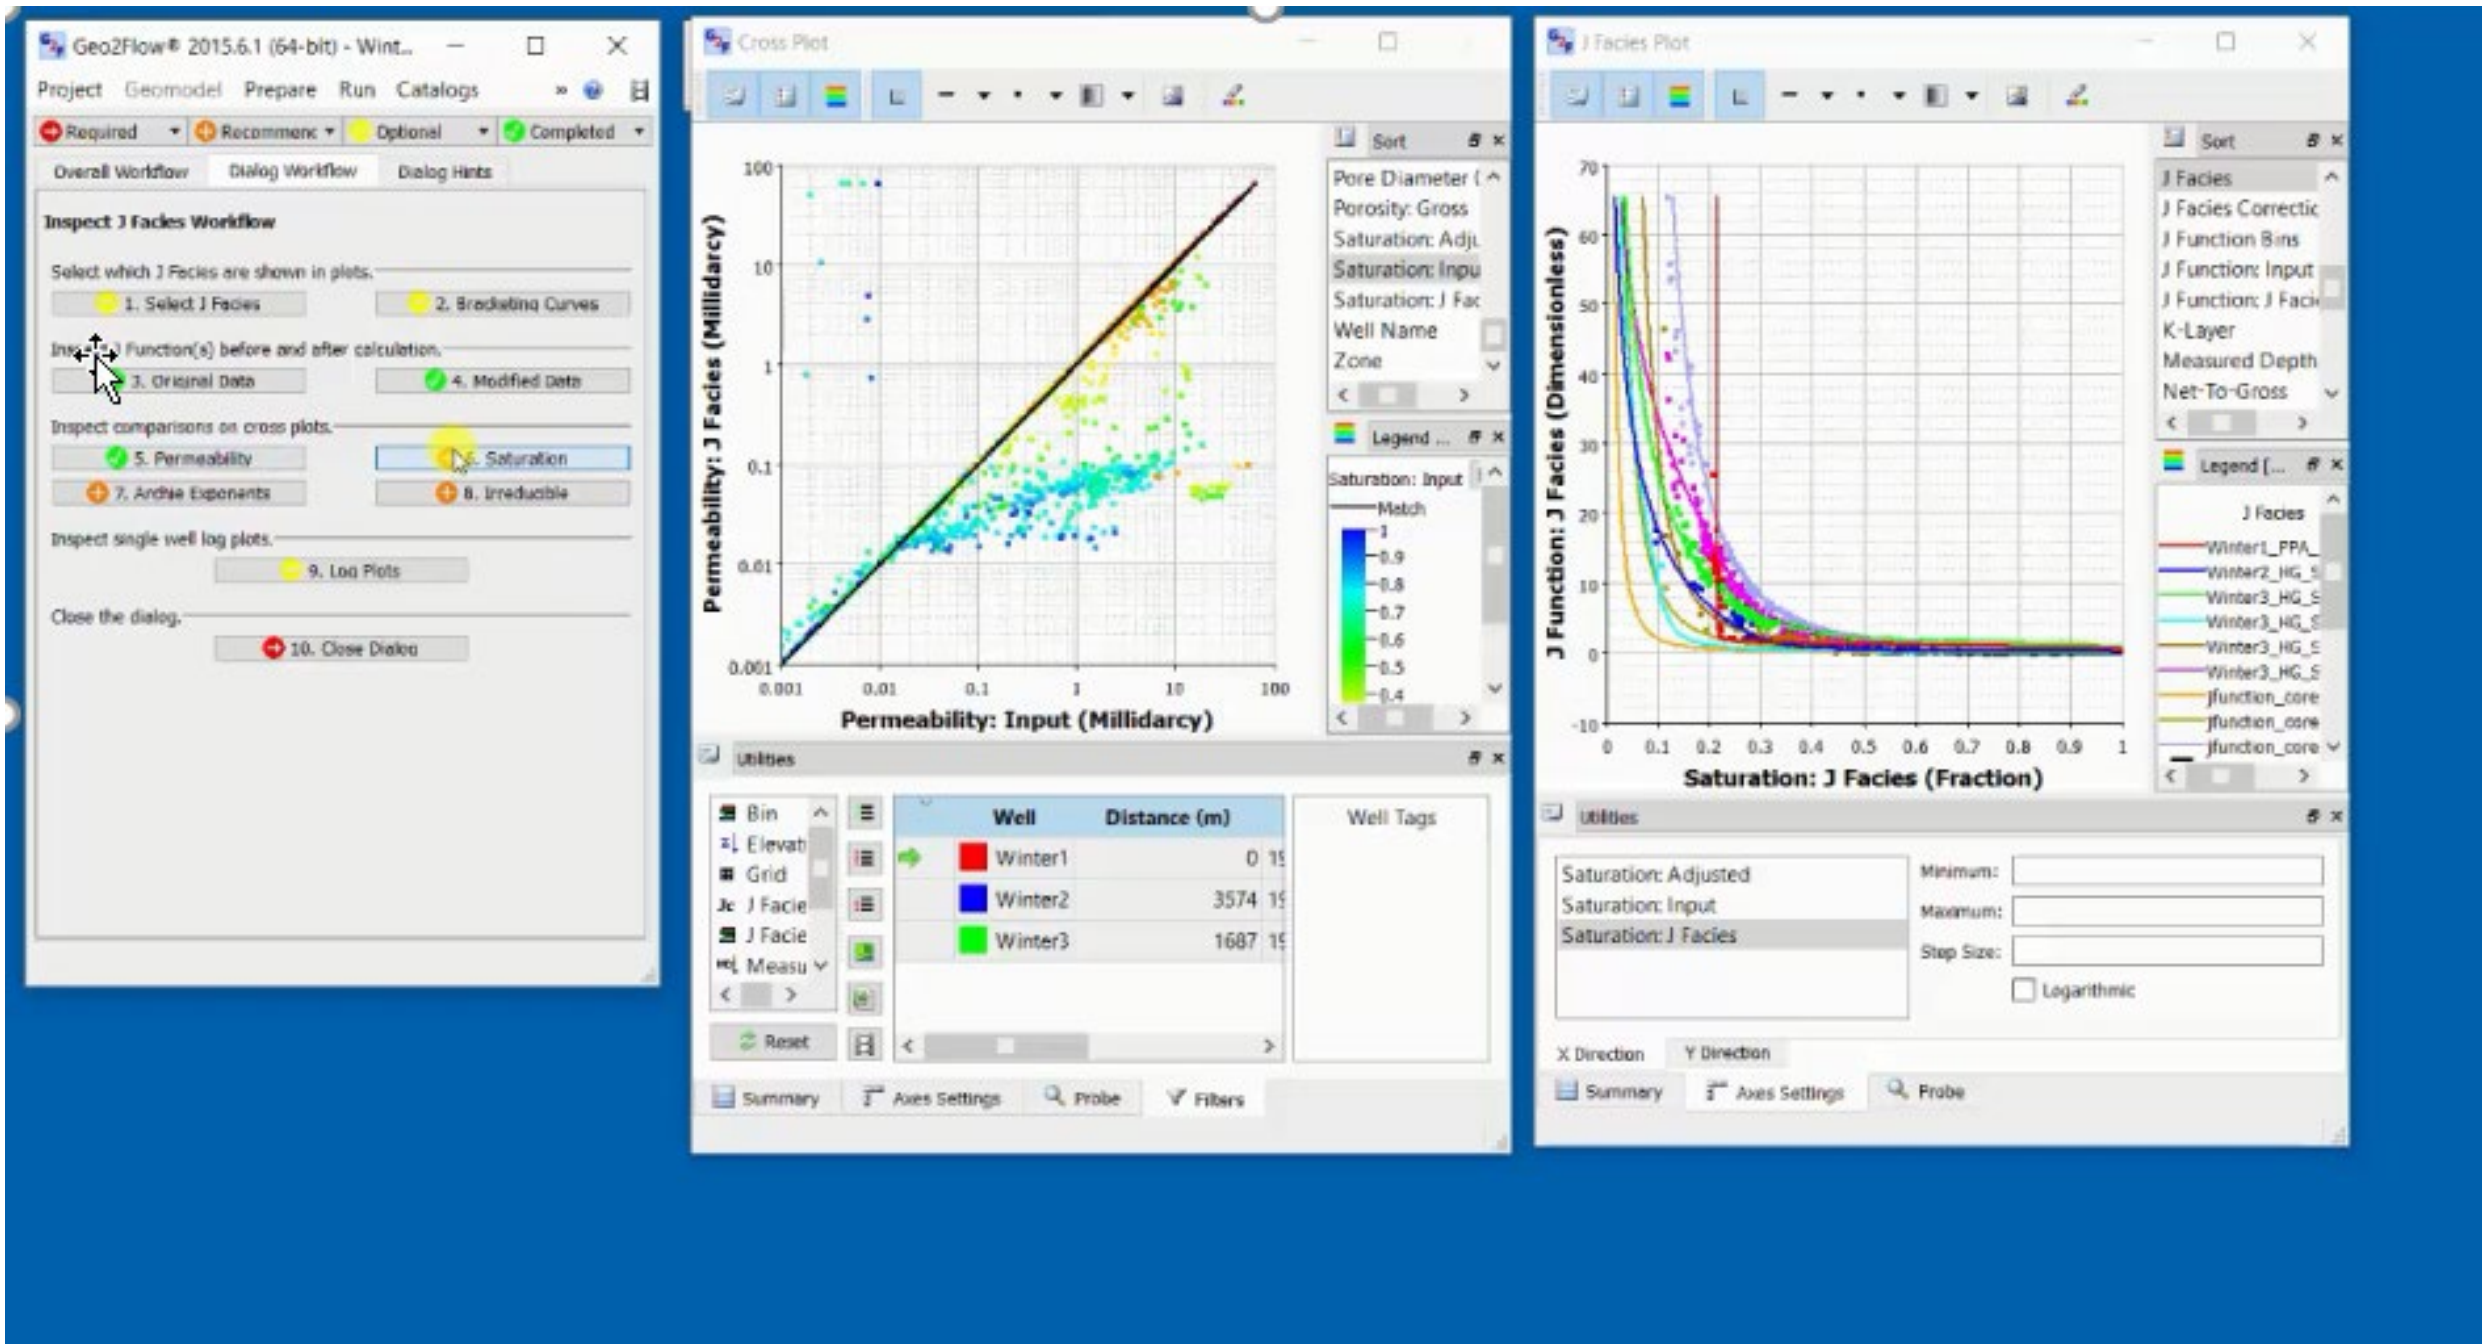 Geo2Flow® 2015.6.1 (64-bit) - Wint...
Project Geomodel Prepare Run Catalogs »
Required Recommenc Optional Completed
Overall Workflow Dialog Workflow Dialog Hints
Inspect J Facies Workflow
Select which J Facies are shown in plots.
1. Select J Facies 2. Bracketing Curves
J Function(s) before and after calculation.
3. Original Data 4. Modified Data
Inspect comparisons on cross plots.
5. Permeability 6. Saturation
7. Archie Exponents 8. Irreducible
Inspect single well log plots.
9. Log Plots
Close the dialog.
10. Close Dialog
Cross Plot
Permeability: J Facies (Millidarcy)
100
10
1
0.1
0.01
0.001
0.001 0.01 0.1 1 10 100
Permeability: Input (Millidarcy)
Sort
Pore Diameter (
Porosity: Gross
Saturation: Adju
Saturation: Inpu
Saturation: J Fac
Well Name
Zone
Legend ...
Saturation: Input
Match
1
0.9
0.8
0.7
0.6
0.5
0.4
Utilities
Bin
Elevati
Grid
J Facie
J Facie
Measu
Reset
Well Distance (m)
Winter1 0 19
Winter2 3574 19
Winter3 1687 19
Well Tags
Summary Axes Settings Probe Filters
J Facies Plot
J Function: J Facies (Dimensionless)
70
60
50
40
30
20
10
0
-10
0 0.1 0.2 0.3 0.4 0.5 0.6 0.7 0.8 0.9 1
Saturation: J Facies (Fraction)
Sort
J Facies
J Facies Correctic
J Function Bins
J Function: Input
J Function: J Facie
K-Layer
Measured Depth
Net-To-Gross
Legend [...
J Facies
Winter1_PPA_
Winter2_HG_S
Winter3_HG_S
Winter3_HG_S
Winter3_HG_S
Winter3_HG_S
jfunction_core
jfunction_core
jfunction_core
Utilities
Saturation: Adjusted
Saturation: Input
Saturation: J Facies
Minimum:
Maximum:
Step Size:
Logarithmic
X Direction Y Direction
Summary Axes Settings Probe